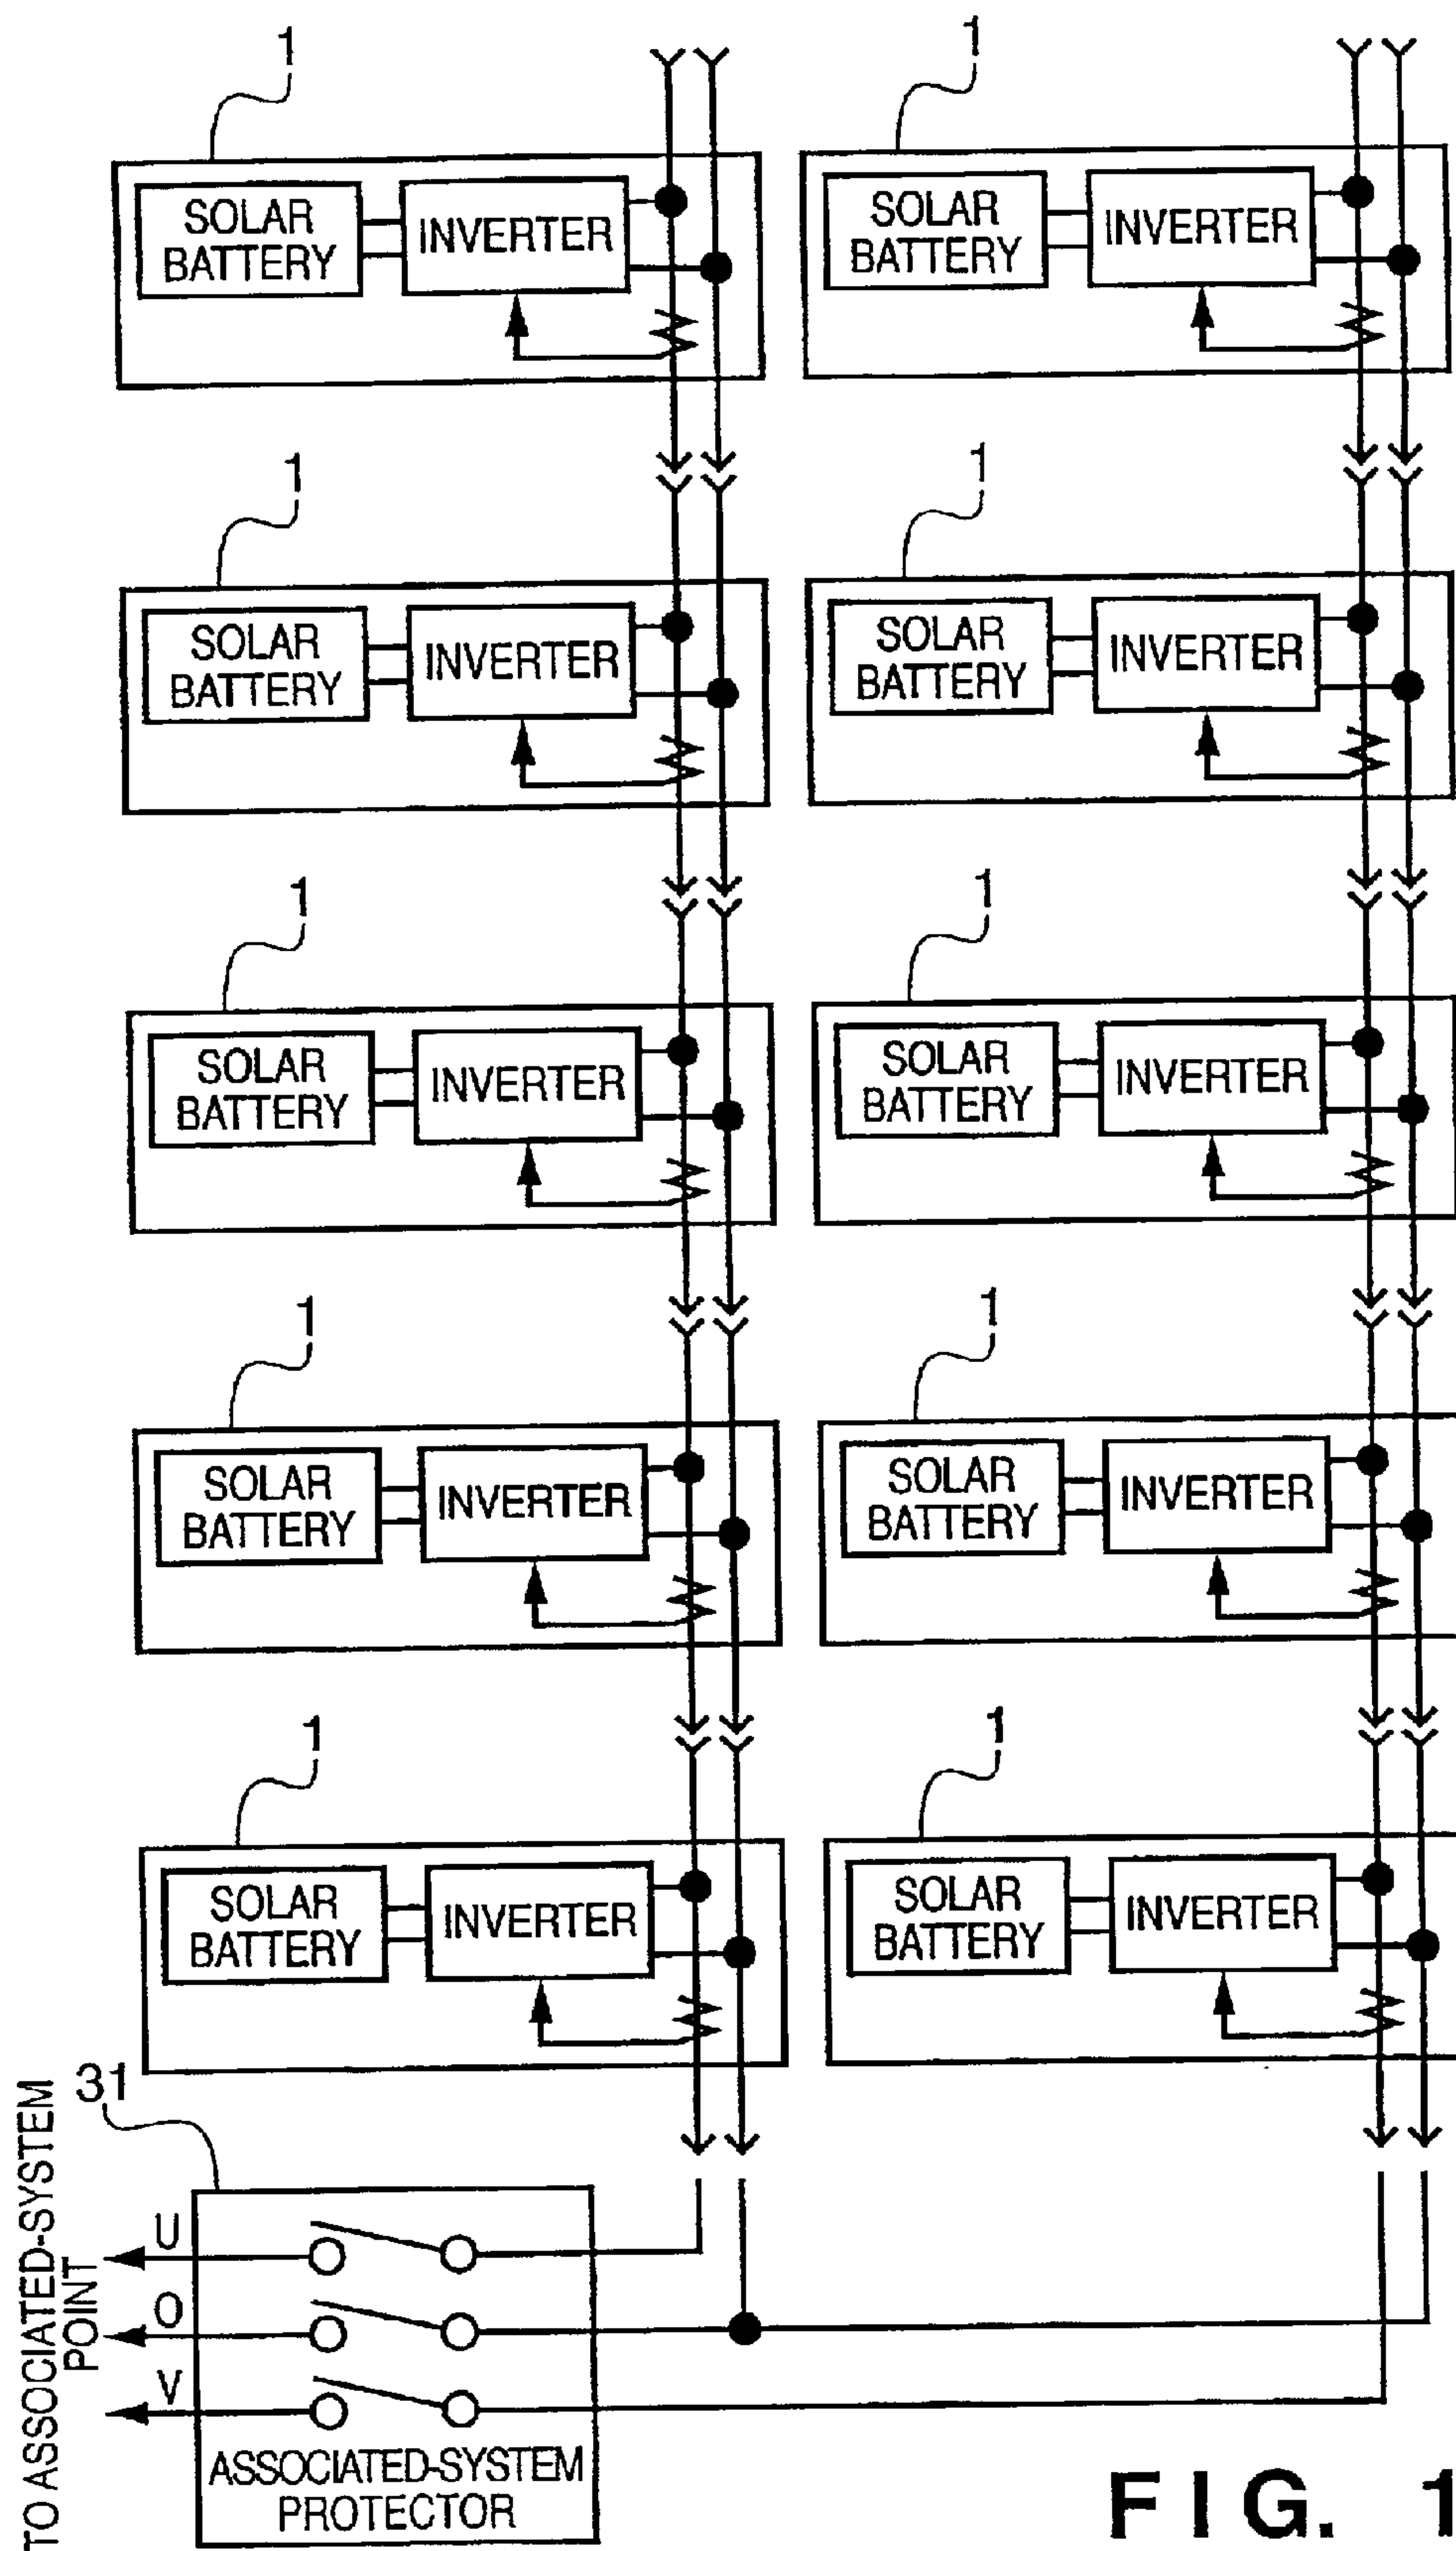 1
1
SOLAR
BATTERY
INVERTER
SOLAR
BATTERY
INVERTER
1
1
SOLAR
BATTERY
INVERTER
SOLAR
BATTERY
INVERTER
1
1
SOLAR
BATTERY
INVERTER
SOLAR
BATTERY
INVERTER
1
1
SOLAR
BATTERY
INVERTER
SOLAR
BATTERY
INVERTER
1
1
SOLAR
BATTERY
INVERTER
SOLAR
BATTERY
INVERTER
31
TO ASSOCIATED-SYSTEM
POINT
U
O
V
ASSOCIATED-SYSTEM
PROTECTOR
FIG. 1